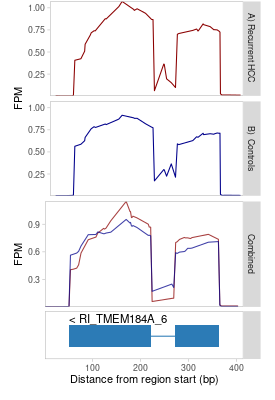 1.00
0.75
0.50
0.25
A) Recurrent HCC
FPM
1.00
0.75
0.50
0.25
B): Controls
0.9
0.6
0.3
FPM
Combined
< RI_TMEM184A_6
100 200 300 400
Distance from region start (bp)